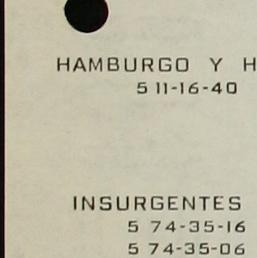 HAMBURGO Y H
5 11-16-40
INSURGENTES
5 74-35-16
5 74-35-06